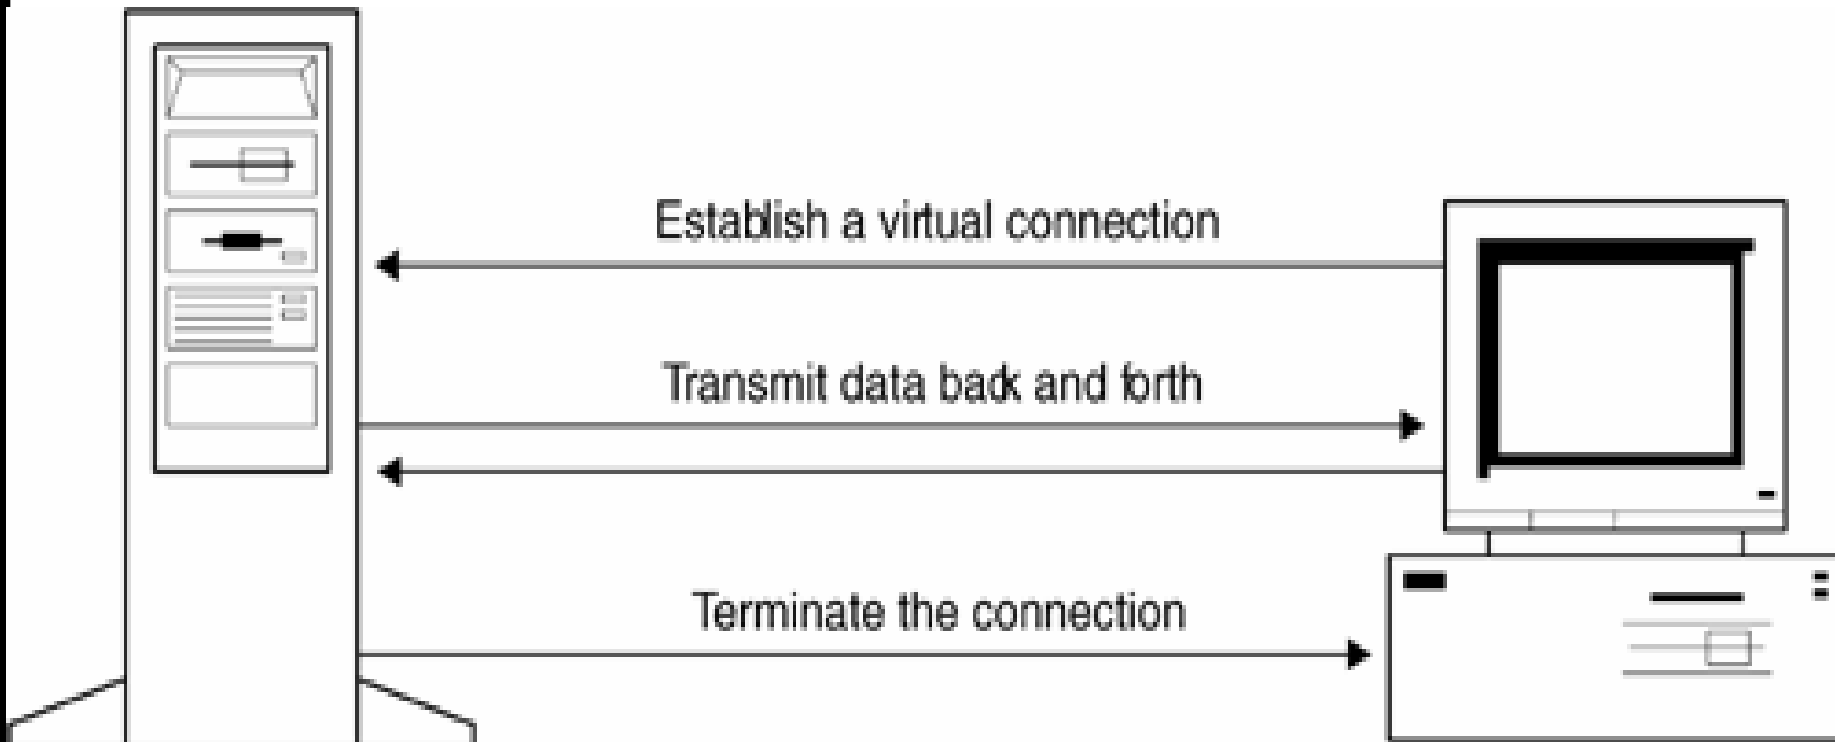 Establish a virtual connection
Transmit data back and forth
Terminate the connection